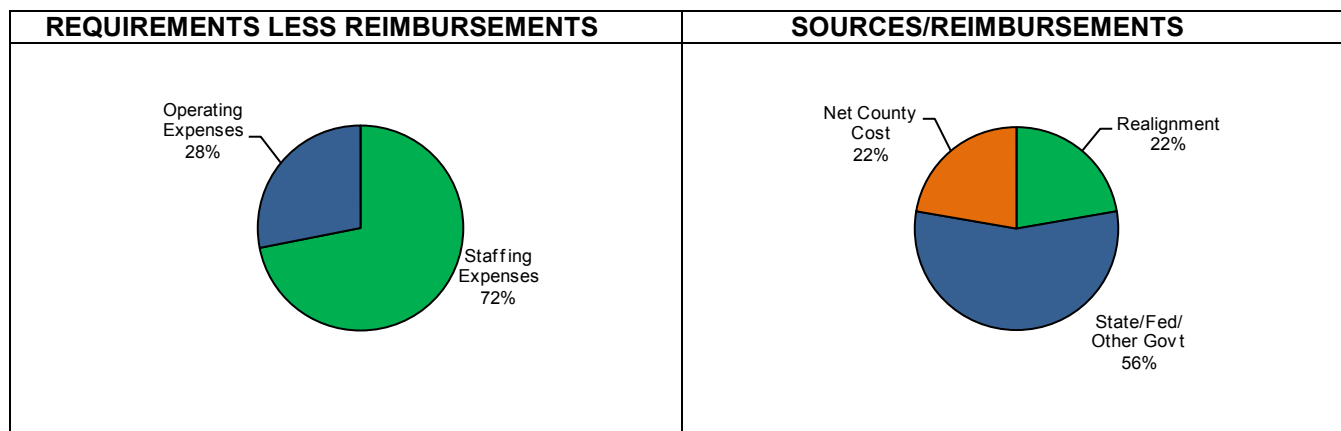 REQUIREMENTS LESS REIMBURSEMENTS
SOURCES/REIMBURSEMENTS
Operating
Expenses
28%
Staffing
Expenses
72%
Net County
Cost
22%
Realignment
22%
State/Fed/
Other Govt
56%